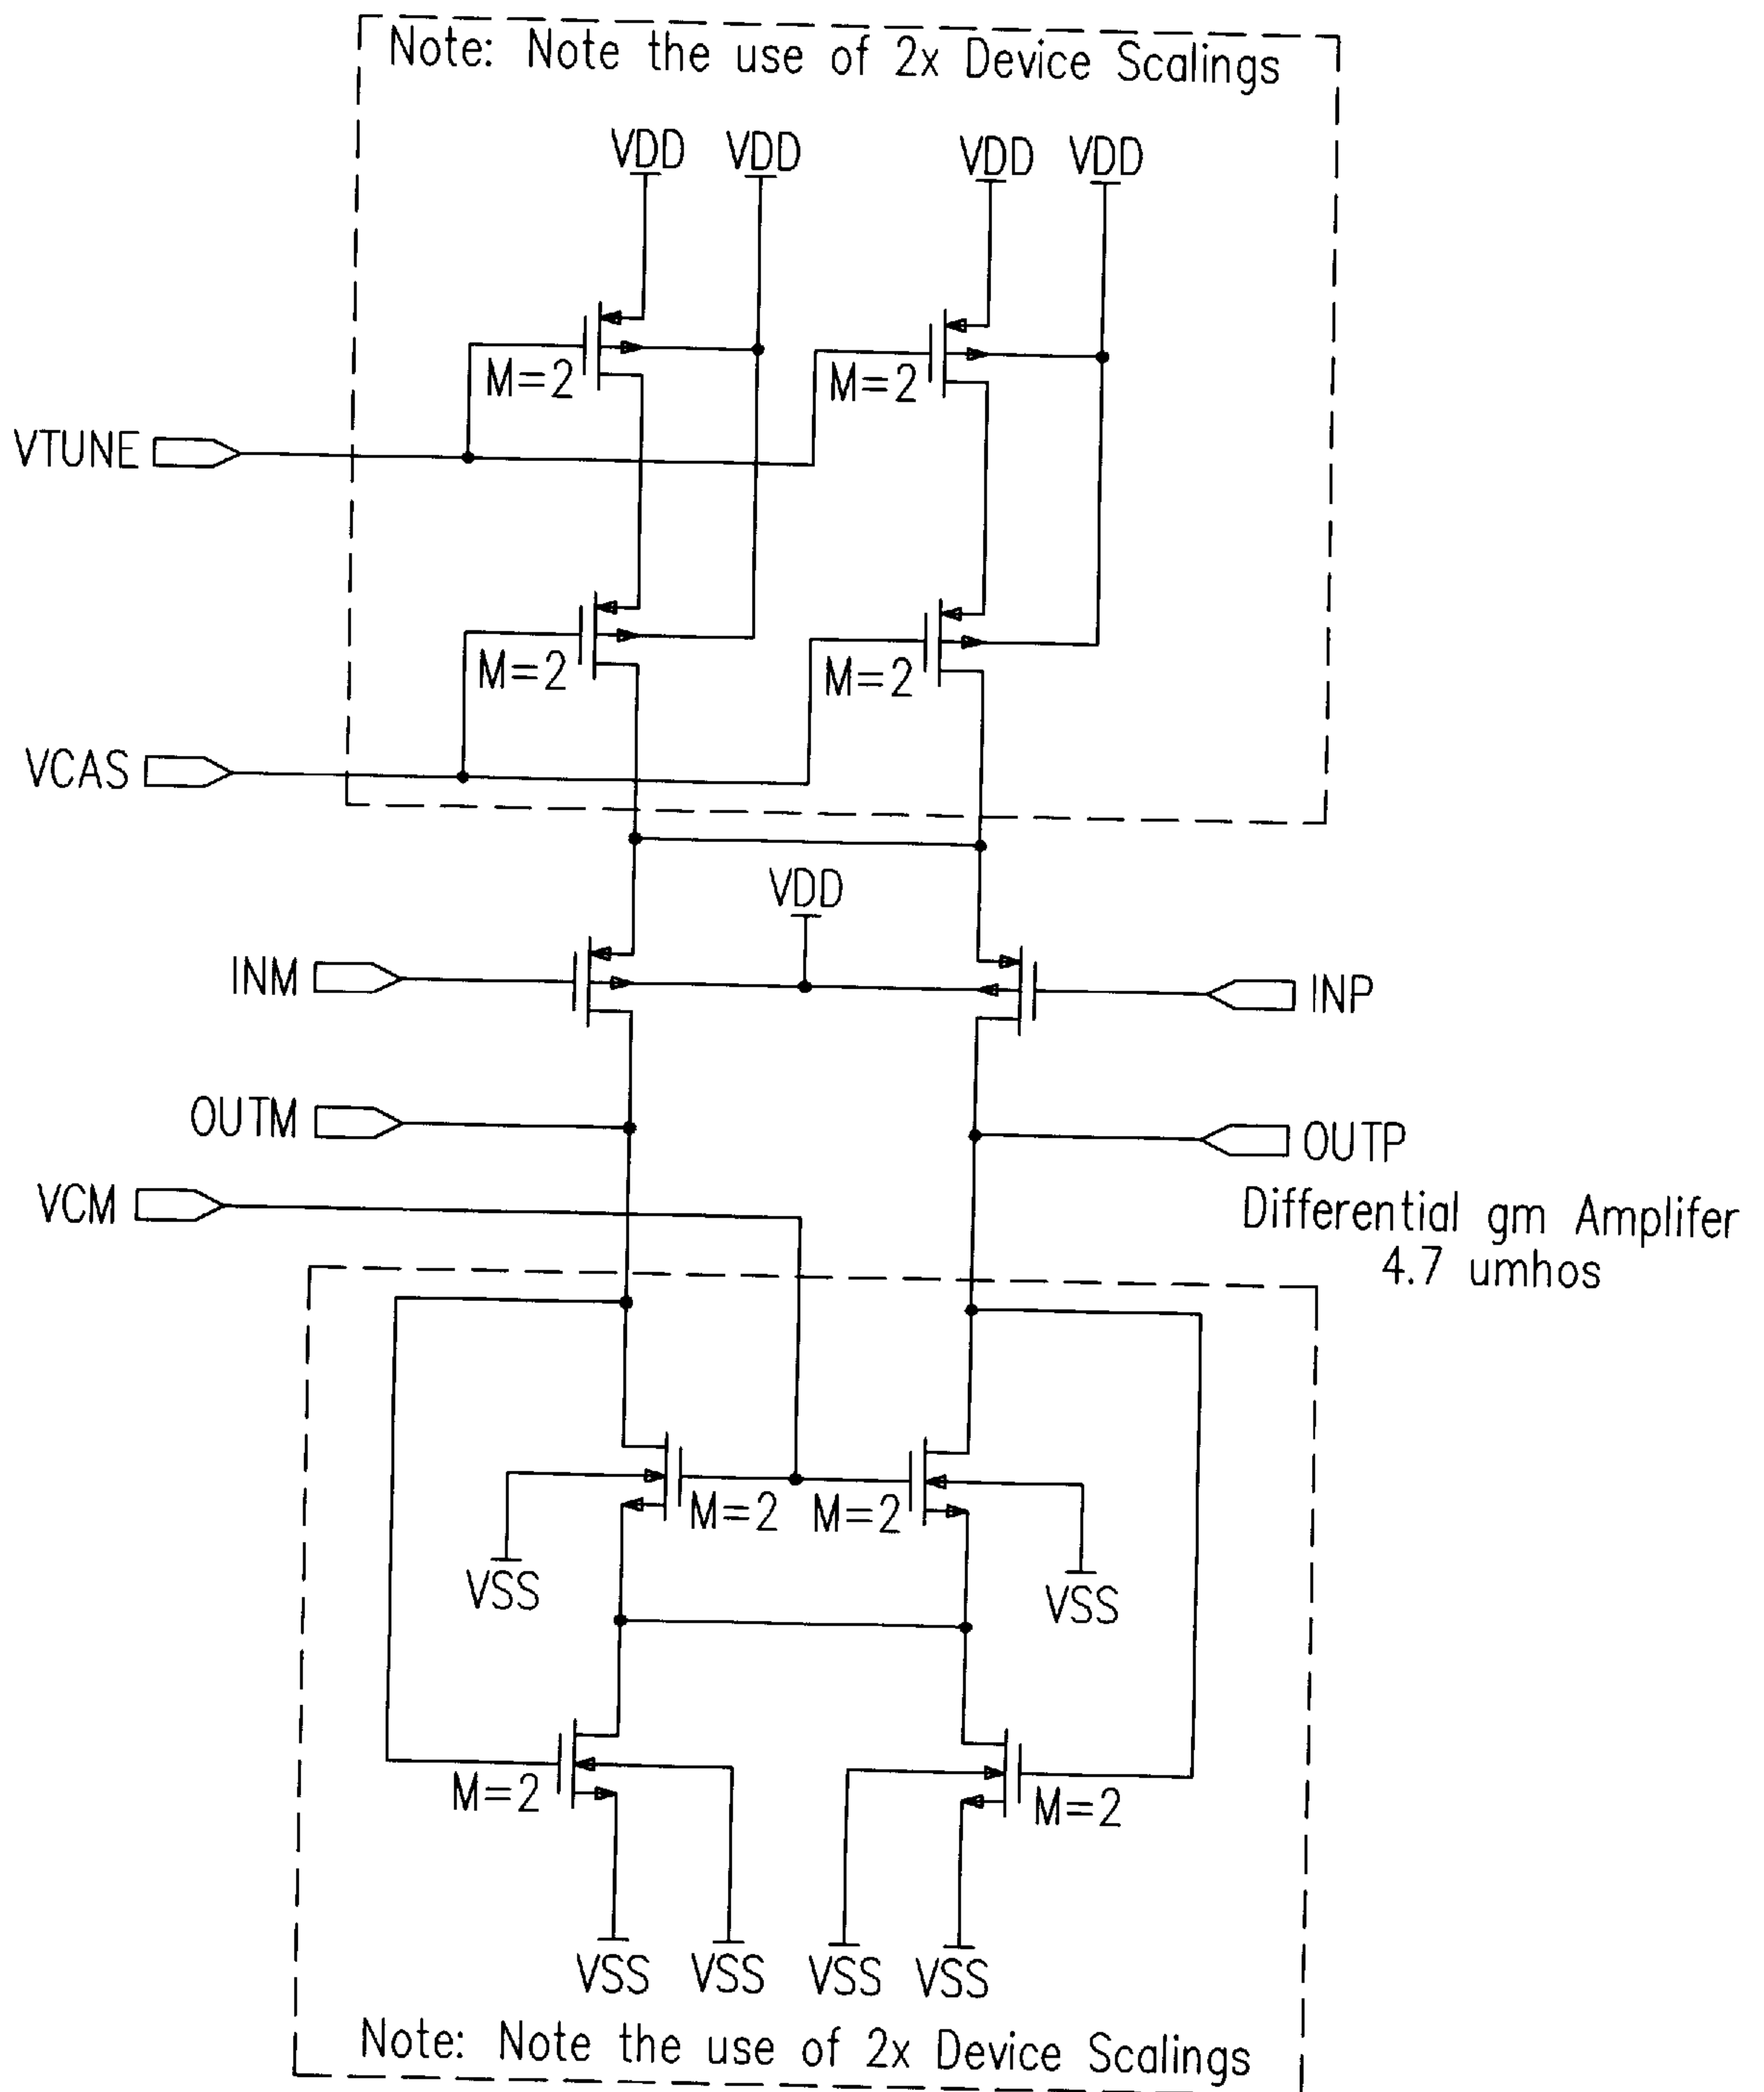 Note: Note the use of 2x Device Scalings
VDD VDD VDD VDD
M=2 M=2
VTUNE
M=2 M=2
VCAS
VDD
INM INP
OUTM OUTP
VCM
Differential gm Amplifer
4.7 umhos
M=2 M=2
VSS VSS
M=2 M=2
VSS VSS VSS VSS
Note: Note the use of 2x Device Scalings